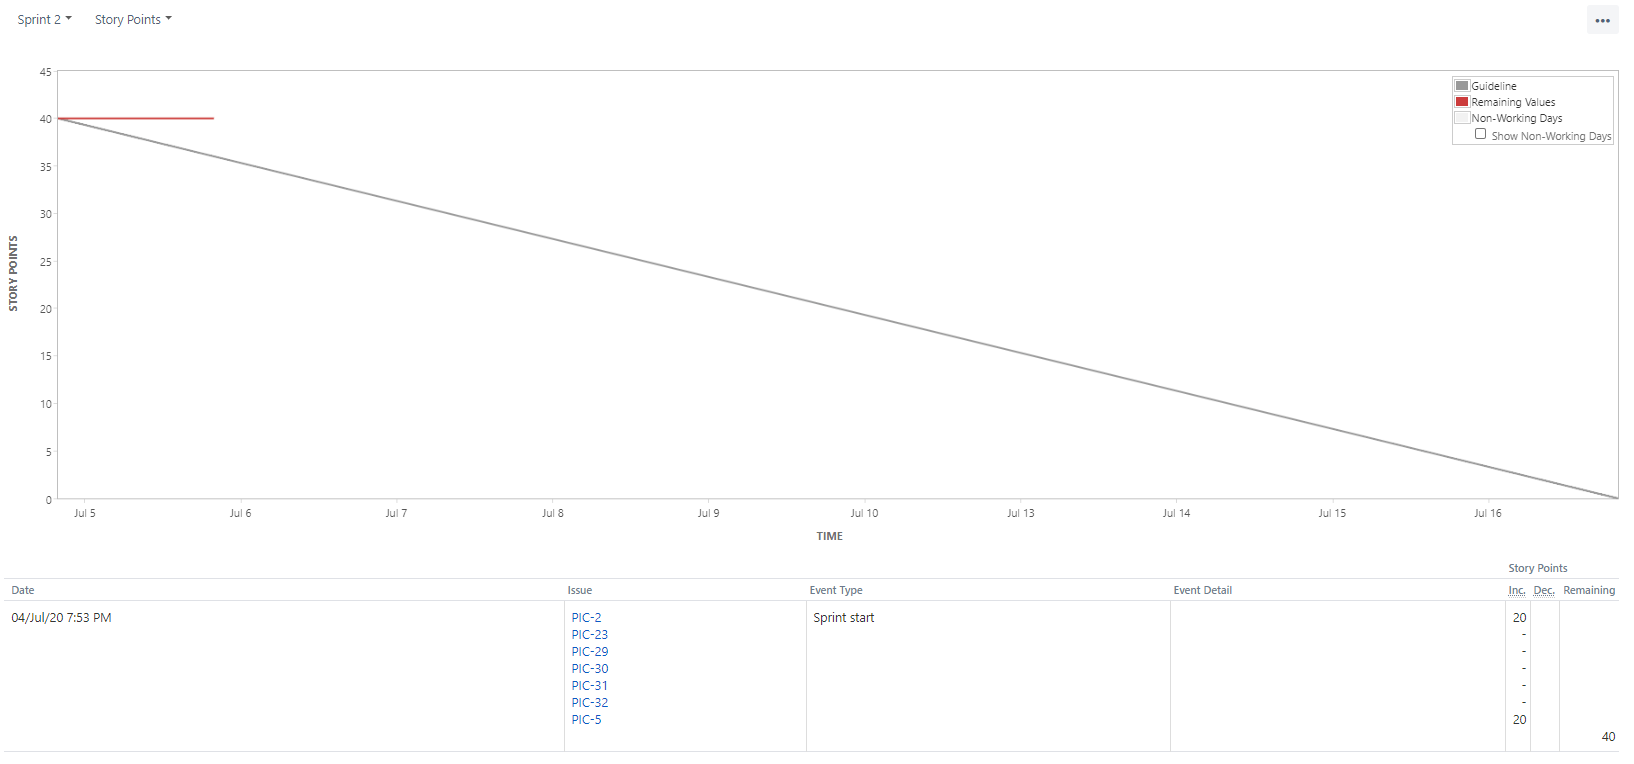 Sprint 2 Story Points
•••
45
40
35
30
25
20
15
10
5
0
STORY POINTS
Guideline
Remaining Values
Non-Working Days
Show Non-Working Days
Jul 5 Jul 6 Jul 7 Jul 8 Jul 9 Jul 10 Jul 13 Jul 14 Jul 15 Jul 16
TIME
Story Points
Date Issue Event Type Event Detail Inc. Dec. Remaining
04/Jul/20 7:53 PM PIC-2 Sprint start 20
PIC-23 -
PIC-29 -
PIC-30 -
PIC-31 -
PIC-32 -
PIC-5 20
40